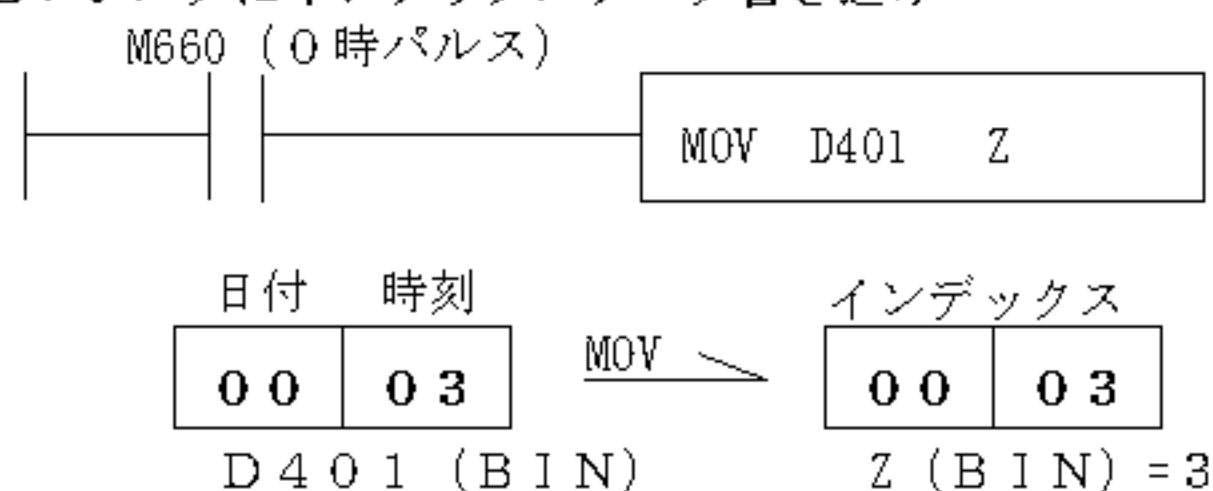 M660 (0時パルス)
MOV D401 Z
日付 時刻 インデックス
00 03 MOV 00 03
D401 (BIN) Z (BIN) =3